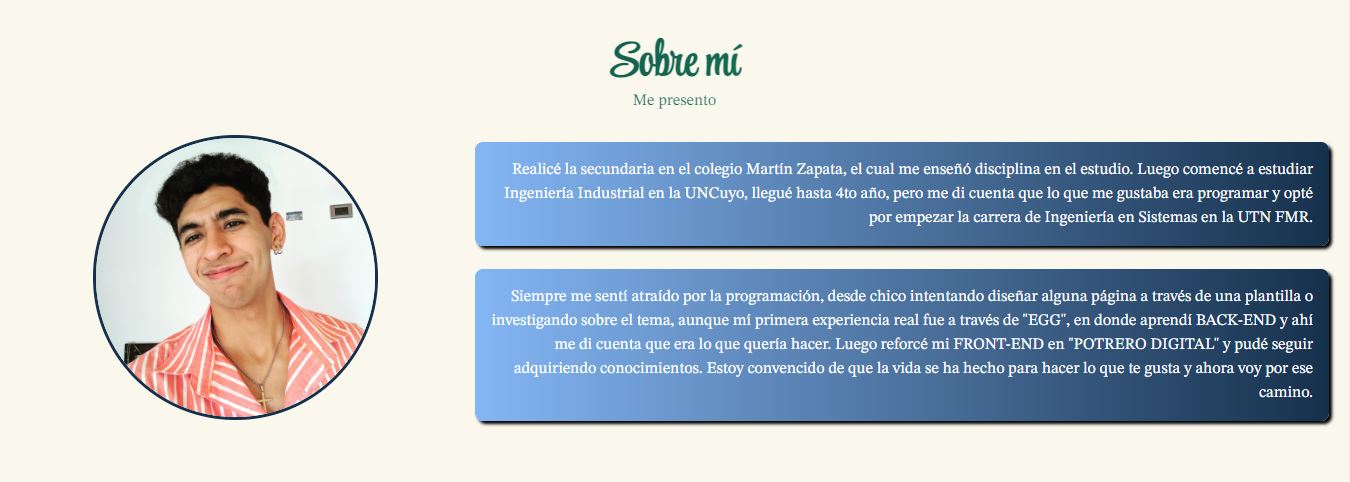 Sobre mí
Me presento
Realicé la secundaria en el colegio Martín Zapata, el cual me enseñó disciplina en el estudio. Luego comencé a estudiar
Ingeniería Industrial en la UNCuyo, llegué hasta 4to año, pero me di cuenta que lo que me gustaba era programar y opté
por empezar la carrera de Ingeniería en Sistemas en la UTN FMR.
Siempre me sentí atraído por la programación, desde chico intentando diseñar alguna página a través de una plantilla o
investigando sobre el tema, aunque mí primera experiencia real fue a través de "EGG", en donde aprendí BACK-END y ahí
me di cuenta que era lo que quería hacer. Luego reforcé mi FRONT-END en "POTRERO DIGITAL" y pudé seguir
adquiriendo conocimientos. Estoy convencido de que la vida se ha hecho para hacer lo que te gusta y ahora voy por ese
camino.